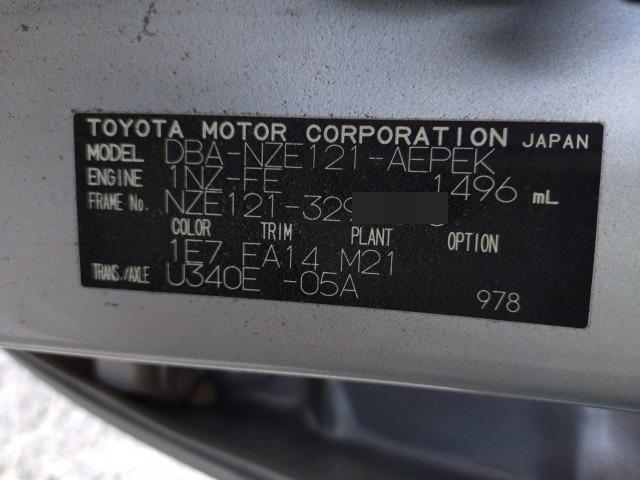 TOYOTA MOTOR CORPORATION JAPAN
MODEL DBA-NZE121-AEPEK
ENGINE 1NZ-FE 1496 mL
FRAME No. NZE121-329
COLOR TRIM PLANT OPTION
1E7 FA14 M21
TRANS./AXLE U340E -05A
978